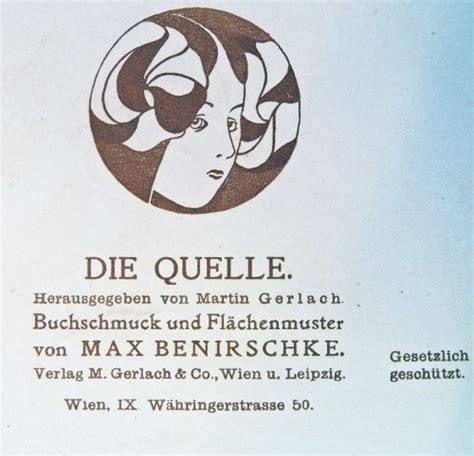 DIE QUELLE.
Herausgegeben von Martin Gerlach.
Buchschmuck und Flächenmuster
von MAX BENIRSCHKE.
Verlag M. Gerlach & Co., Wien u. Leipzig.
Wien, IX. Währingerstrasse 50.
Gesetzlich
geschützt.